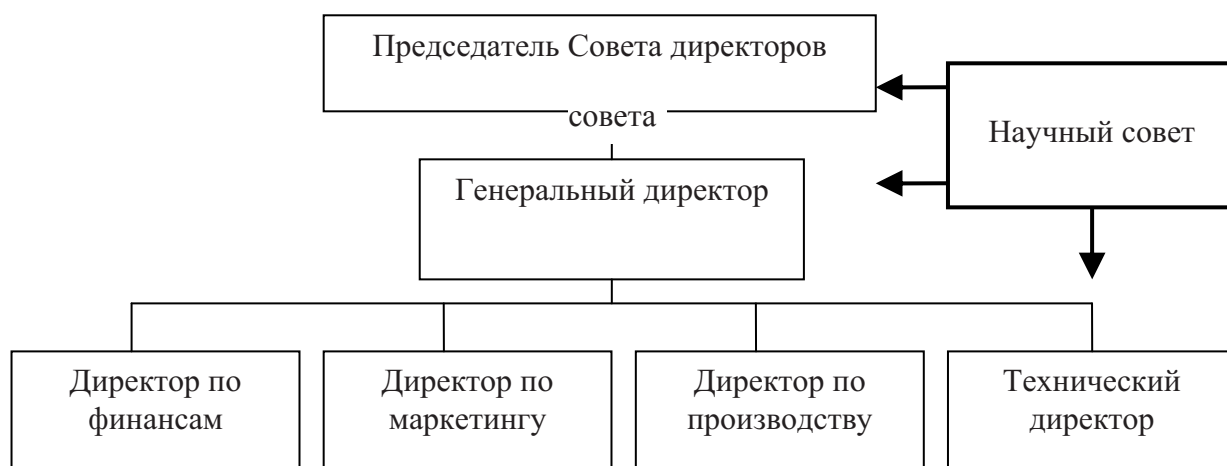 Председатель Совета директоров
совета
Научный совет
Генеральный директор
Директор по
финансам
Директор по
маркетингу
Директор по
производству
Технический
директор